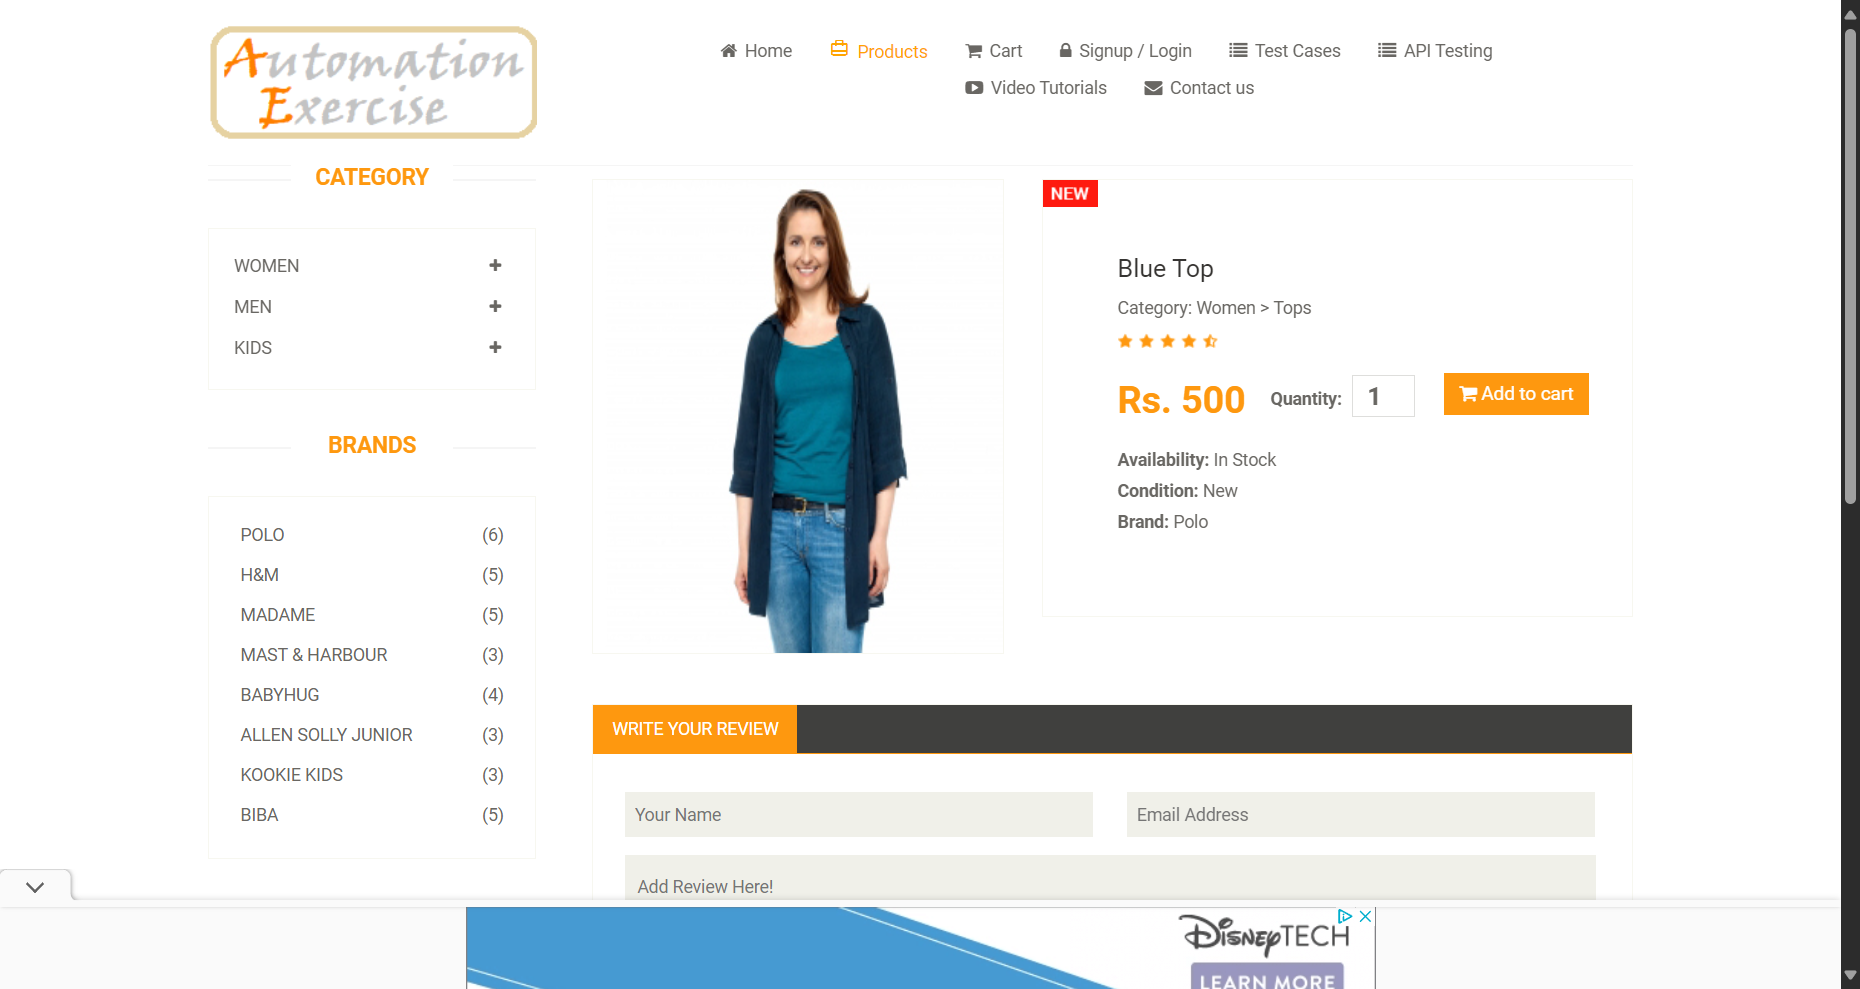 Automation
Exercise
Home
Products
Cart
Signup / Login
Test Cases
API Testing
Video Tutorials
Contact us
CATEGORY
WOMEN
MEN
KIDS
BRANDS
POLO (6)
H&M (5)
MADAME (5)
MAST & HARBOUR (3)
BABYHUG (4)
ALLEN SOLLY JUNIOR (3)
KOOKIE KIDS (3)
BIBA (5)
NEW
Blue Top
Category: Women > Tops
Rs. 500 Quantity: 1 Add to cart
Availability: In Stock
Condition: New
Brand: Polo
WRITE YOUR REVIEW
Your Name
Email Address
Add Review Here!
DISNEY TECH
LEARN MORE